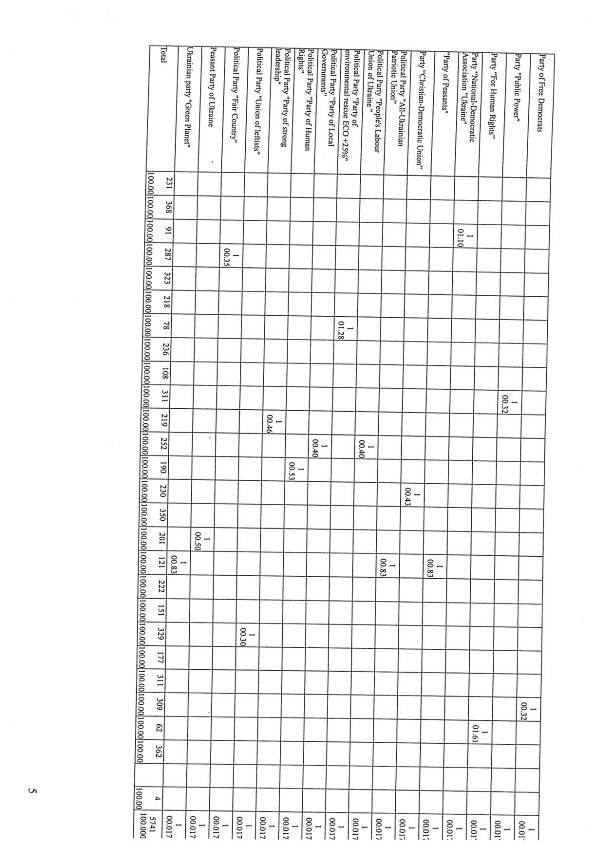 Party of Free Democrats 1 1
00.32 00.01
Party "Public Power" 1 1
00.32 00.01
Party "For Human Rights" 1 1
01.61 00.01
Party "National-Democratic 1 1
Association "Ukraine" 01.10 00.017
"Party of Peasants" 1 1
00.83 00.017
Party "Christian-Democratic Union" 1 1
00.43 00.017
Political Party "All-Ukrainian 1 1
Patriotic Union" 00.83 00.017
Political Party "People's Labour 1 1
Union of Ukraine" 00.40 00.017
Political Party "Party of 1 1
environmental rescue ECO +25%" 01.28 00.017
Political Party "Party of Local 1 1
Government" 00.40 00.017
Political Party "Party of Human 1 1
Rights" 00.53 00.017
Political Party "Party of strong 1 1
leadership" 00.46 00.017
Political Party "Union of leftists" 1 1
00.30 00.017
Political Party "Fair Country" 1 1
00.35 00.017
Peasant Party of Ukraine 1 1
00.50 00.017
Ukrainian party "Green Planet" 1 1
00.83 00.017
Total 231 368 91 287 323 218 78 236 108 311 219 252 190 230 350 201 121 222 151 329 177 311 309 62 362 4 5741
100.00 100.00 100.00 100.00 100.00 100.00 100.00 100.00 100.00 100.00 100.00 100.00 100.00 100.00 100.00 100.00 100.00 100.00 100.00 100.00 100.00 100.00 100.00 100.00 100.00 100.00 100.000
5